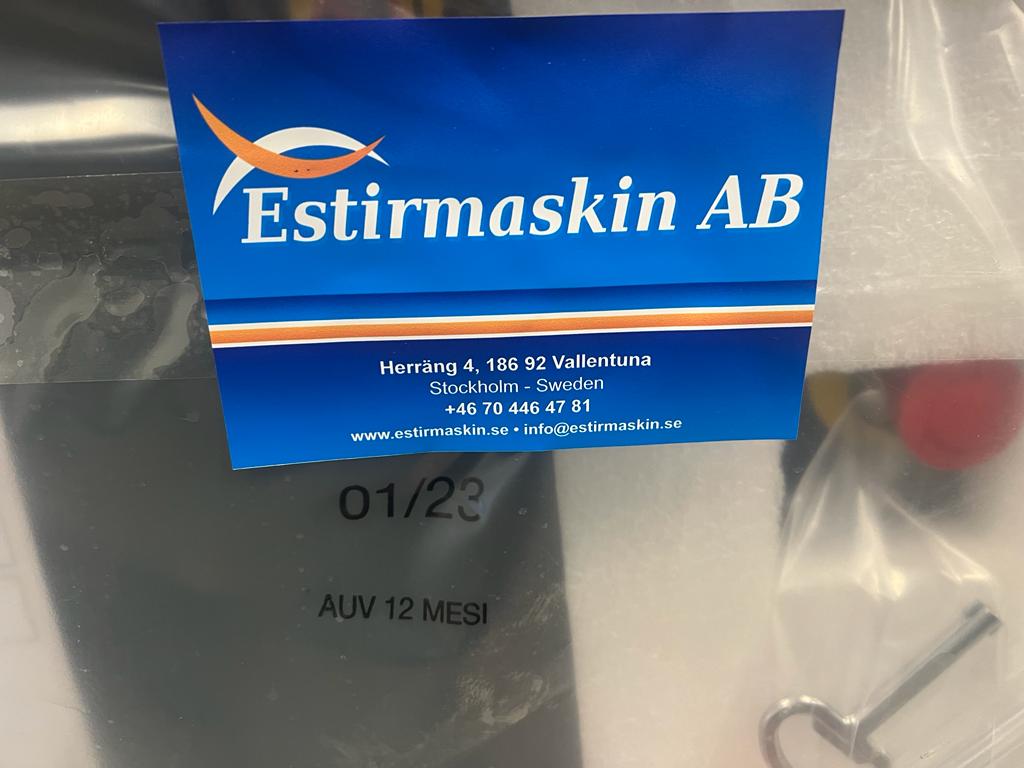 Estirmaskin AB
Herräng 4, 186 92 Vallentuna
Stockholm - Sweden
+46 70 446 47 81
www.estirmaskin.se • info@estirmaskin.se
01/23
AUV 12 MESI